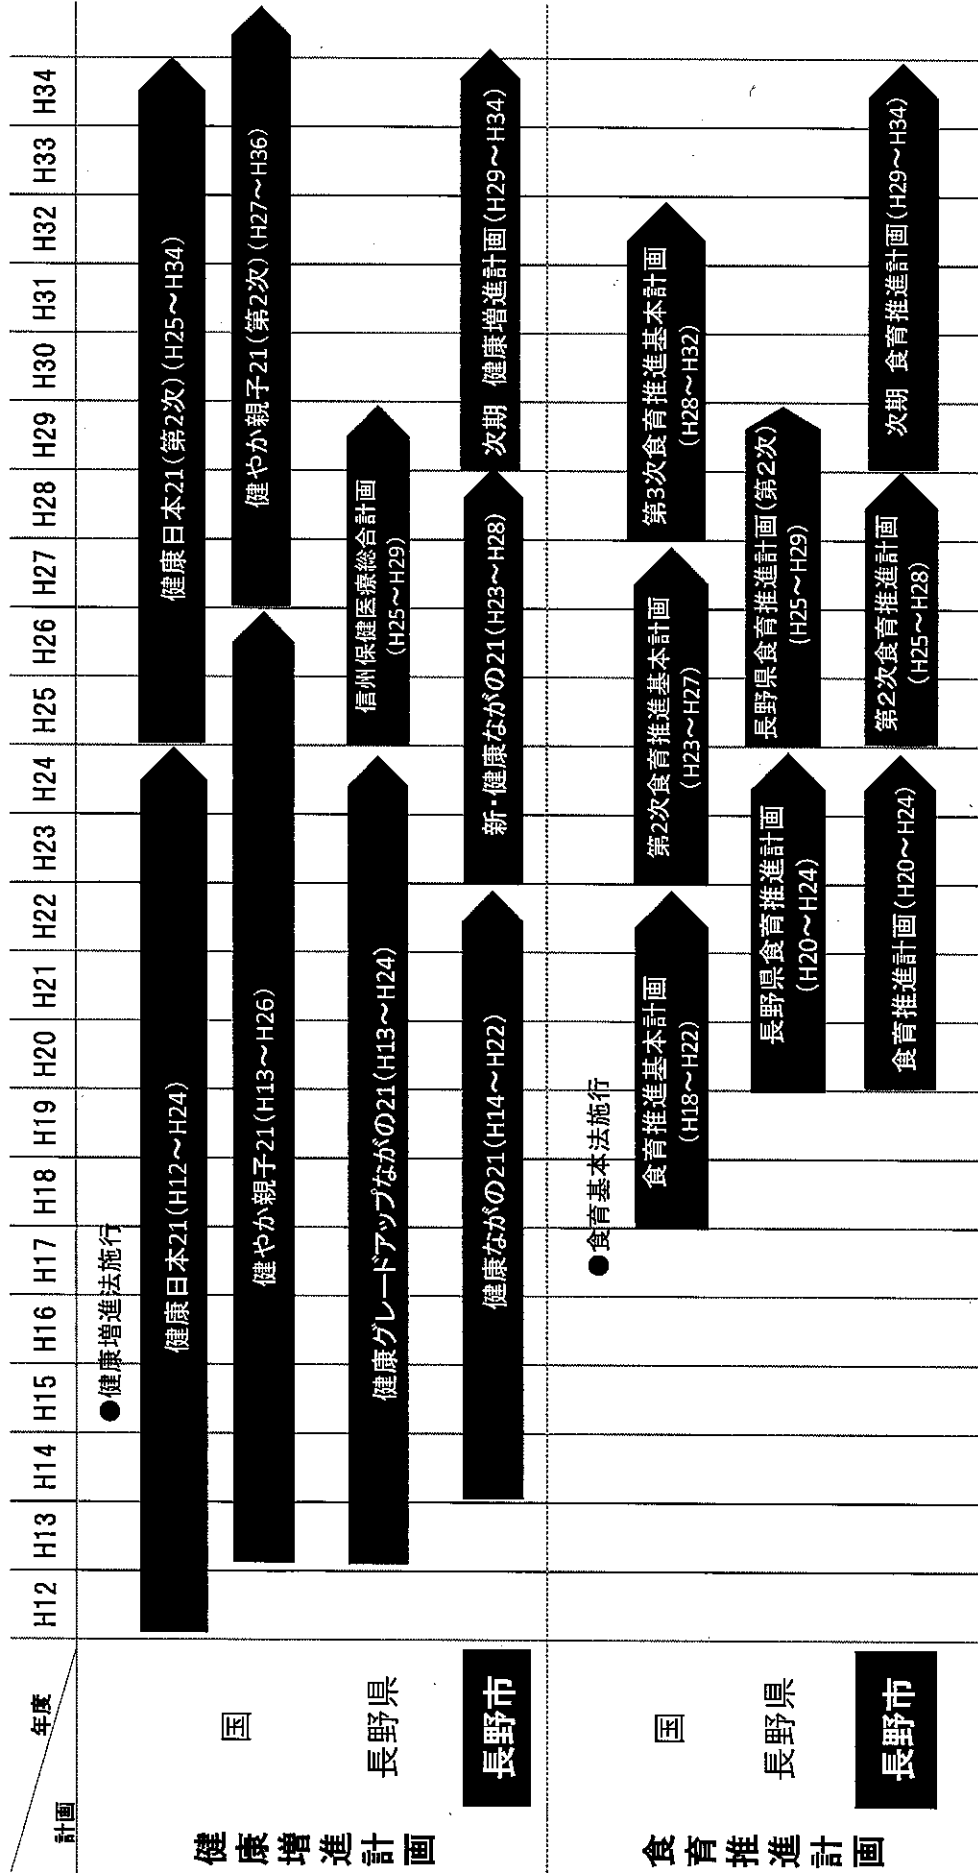 計画
年度
H12 H13 H14 H15 H16 H17 H18 H19 H20 H21 H22 H23 H24 H25 H26 H27 H28 H29 H30 H31 H32 H33 H34
健康増進計画
国
●健康増進法施行
健康日本21(H12～H24)
健康日本21(第2次)(H25～H34)
健やか親子21(H13～H26)
健やか親子21(第2次)(H27～H36)
長野県
健康グレードアップながの21(H13～H24)
信州保健医療総合計画
(H25～H29)
長野市
健康ながの21(H14～H22)
新・健康ながの21(H23～H28)
次期 健康増進計画(H29～H34)
食育推進計画
国
●食育基本法施行
食育推進基本計画
(H18～H22)
第2次食育推進基本計画
(H23～H27)
第3次食育推進基本計画
(H28～H32)
長野県
長野県食育推進計画
(H20～H24)
長野県食育推進計画(第2次)
(H25～H29)
長野市
食育推進計画(H20～H24)
第2次食育推進計画
(H25～H28)
次期 食育推進計画(H29～H34)